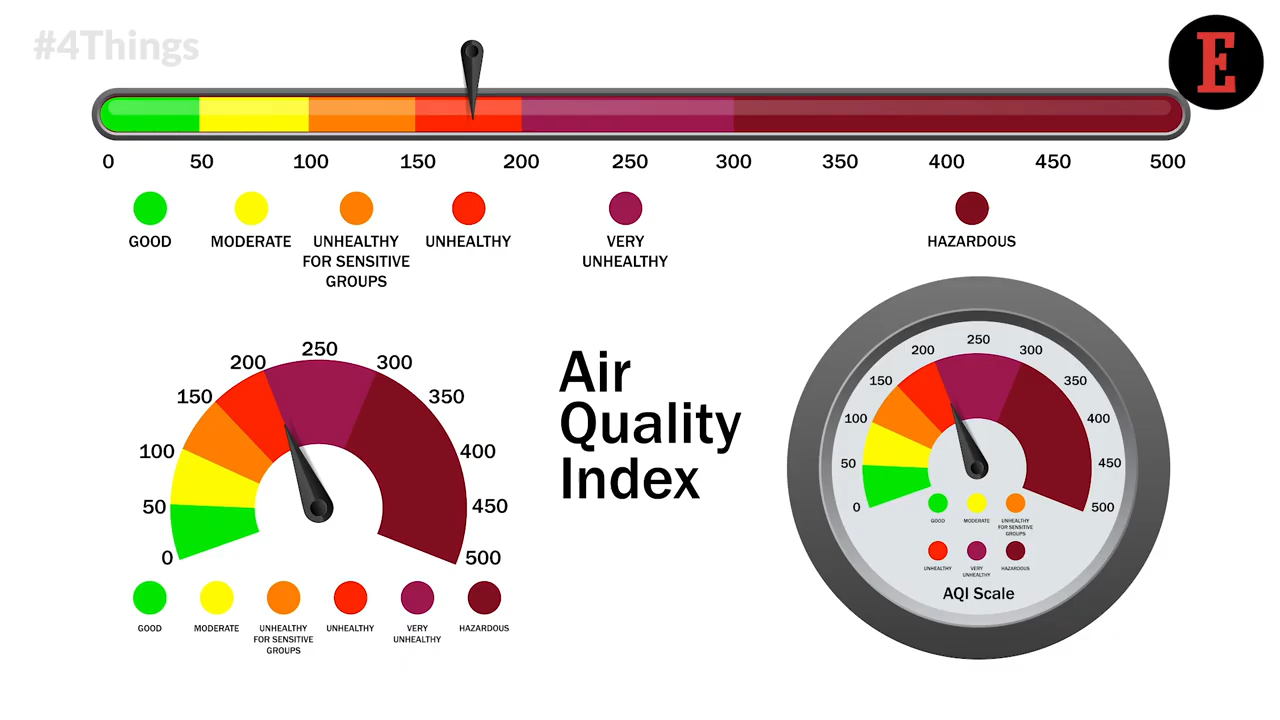 #4Things
E
0 50 100 150 200 250 300 350 400 450 500
GOOD
MODERATE
UNHEALTHY
FOR SENSITIVE
GROUPS
UNHEALTHY
VERY
UNHEALTHY
HAZARDOUS
0
50
100
150
200
250
300
350
400
450
500
GOOD
MODERATE
UNHEALTHY
FOR SENSITIVE
GROUPS
UNHEALTHY
VERY
UNHEALTHY
HAZARDOUS
Air
Quality
Index
0
50
100
150
200
250
300
350
400
450
500
GOOD
MODERATE
UNHEALTHY
FOR SENSITIVE
GROUPS
UNHEALTHY
VERY
UNHEALTHY
HAZARDOUS
AQI Scale